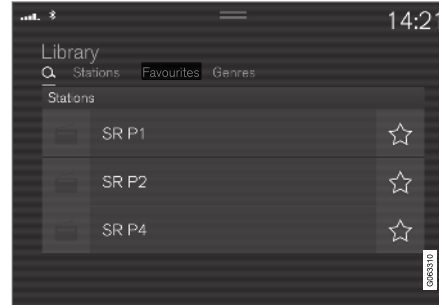 14:21
Library
Stations Favourites Genres
Stations
SR P1
SR P2
SR P4
G063310